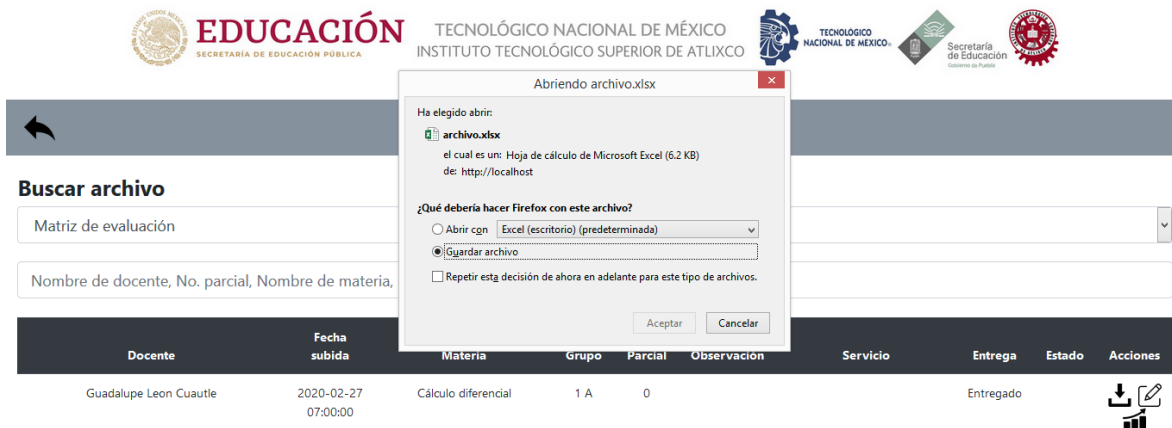 EDUCACIÓN
SECRETARÍA DE EDUCACIÓN PÚBLICA
TECNOLÓGICO NACIONAL DE MÉXICO
INSTITUTO TECNOLÓGICO SUPERIOR DE ATLIXCO
TECNOLÓGICO
NACIONAL DE MÉXICO
Secretaría
de Educación
Gobierno de Puebla
Abriendo archivo.xlsx
Ha elegido abrir:
archivo.xlsx
el cual es un: Hoja de cálculo de Microsoft Excel (6.2 KB)
de: http://localhost
¿Qué debería hacer Firefox con este archivo?
Abrir con Excel (escritorio) (predeterminada)
Guardar archivo
Repetir esta decisión de ahora en adelante para este tipo de archivos.
Aceptar Cancelar
Buscar archivo
Matriz de evaluación
Nombre de docente, No. parcial, Nombre de materia,
Docente Fecha subida Materia Grupo Parcial Observación Servicio Entrega Estado Acciones
Guadalupe Leon Cuautle 2020-02-27 Cálculo diferencial 1 A 0 Entregado
07:00:00